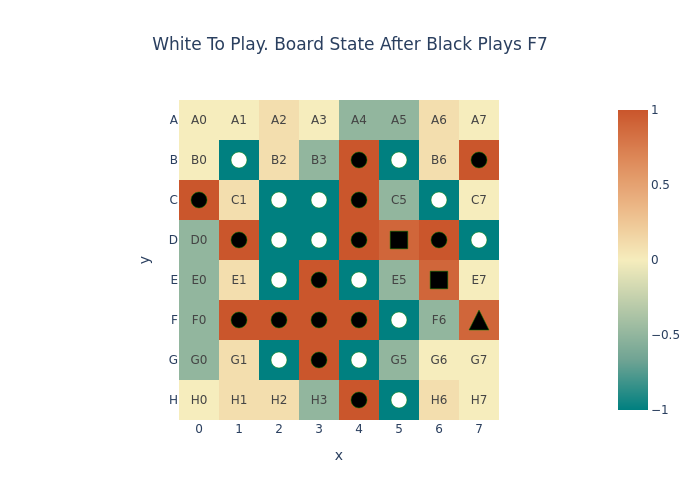 White To Play. Board State After Black Plays F7
A A0 A1 A2 A3 A4 A5 A6 A7
B B0 B2 B3 B6
C C1 C5 C7
D D0
E E0 E1 E5 E7
F F0 F6
G G0 G1 G5 G6 G7
H H0 H1 H2 H3 H6 H7
0 1 2 3 4 5 6 7
x
y
1
0.5
0
−0.5
−1